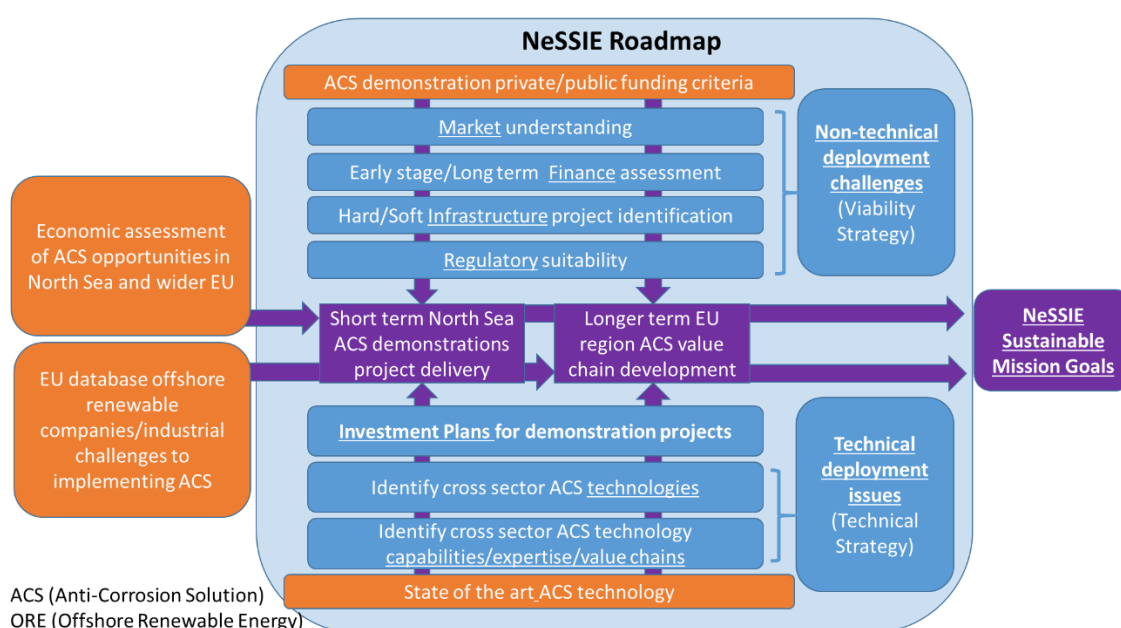 NeSSIE Roadmap
ACS demonstration private/public funding criteria
Market understanding
Early stage/Long term Finance assessment
Hard/Soft Infrastructure project identification
Regulatory suitability
Non-technical
deployment
challenges
(Viability
Strategy)
Economic assessment
of ACS opportunities in
North Sea and wider EU
EU database offshore
renewable
companies/industrial
challenges to
implementing ACS
Short term North Sea
ACS demonstrations
project delivery
Longer term EU
region ACS value
chain development
NeSSIE
Sustainable
Mission Goals
Investment Plans for demonstration projects
Identify cross sector ACS technologies
Identify cross sector ACS technology
capabilities/expertise/value chains
State of the art ACS technology
Technical
deployment
issues
(Technical
Strategy)
ACS (Anti-Corrosion Solution)
ORE (Offshore Renewable Energy)